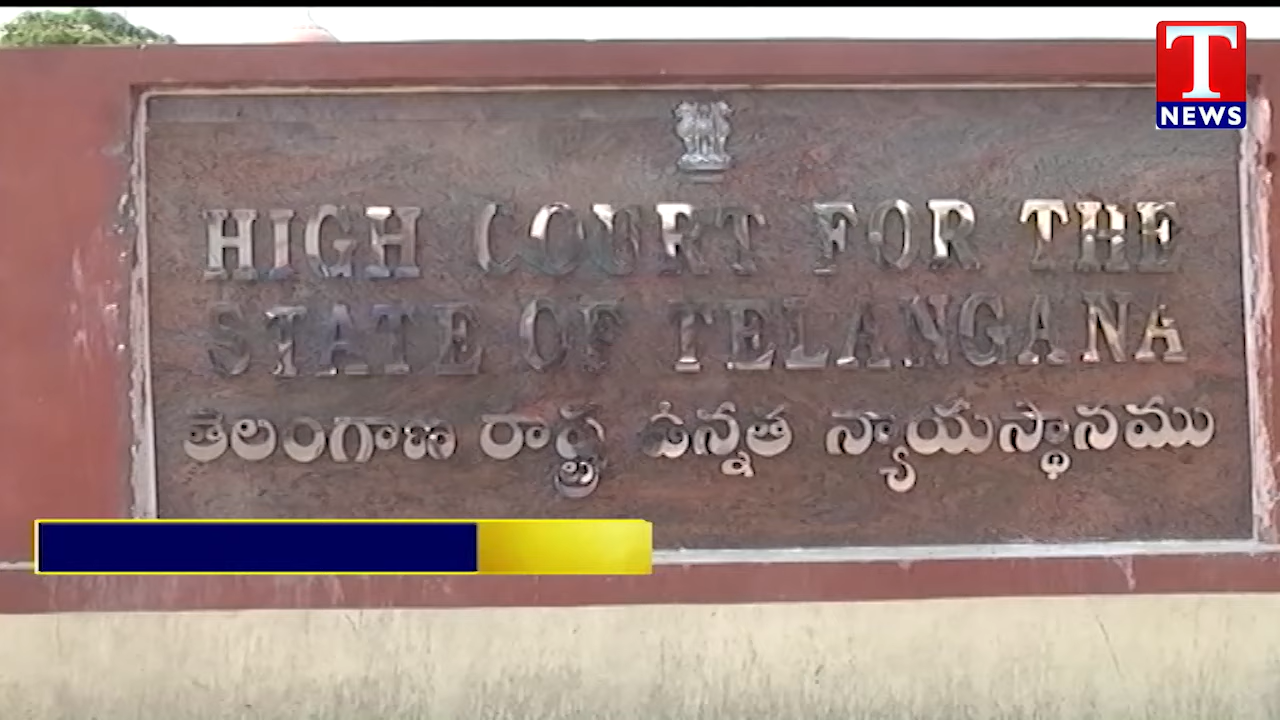 T
NEWS
HIGH COURT FOR THE
STATE OF TELANGANA
తెలంగాణ రాష్ట్ర ఉన్నత న్యాయస్థానము